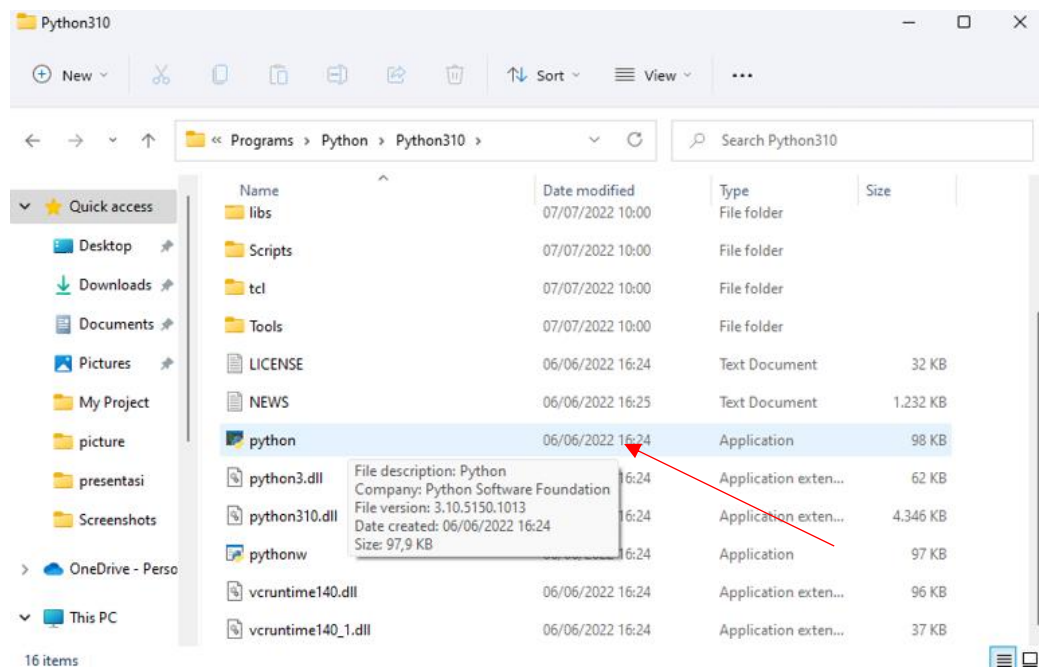 Python310
New Sort View ...
« Programs > Python > Python310 >
Search Python310
Name Date modified Type Size
Quick access
Desktop
Downloads
Documents
Pictures
My Project
picture
presentasi
Screenshots
OneDrive - Perso
This PC
libs 07/07/2022 10:00 File folder
Scripts 07/07/2022 10:00 File folder
tcl 07/07/2022 10:00 File folder
Tools 07/07/2022 10:00 File folder
LICENSE 06/06/2022 16:24 Text Document 32 KB
NEWS 06/06/2022 16:25 Text Document 1.232 KB
python 06/06/2022 16:24 Application 98 KB
python3.dll 16:24 Application exten... 62 KB
python310.dll 16:24 Application exten... 4.346 KB
pythonw 16:24 Application 97 KB
vcruntime140.dll 06/06/2022 16:24 Application exten... 96 KB
vcruntime140_1.dll 06/06/2022 16:24 Application exten... 37 KB
File description: Python
Company: Python Software Foundation
File version: 3.10.5150.1013
Date created: 06/06/2022 16:24
Size: 97,9 KB
16 items